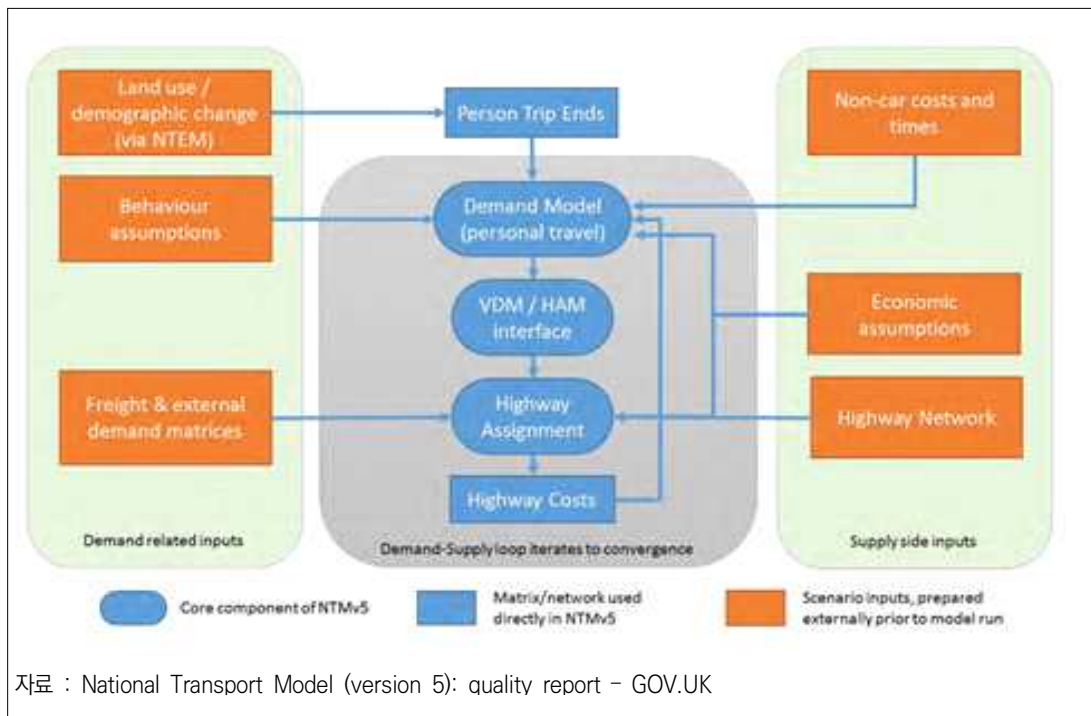 Land use /
demographic change
(via NTEM)
Person Trip Ends
Non-car costs and
times
Behaviour
assumptions
Demand Model
(personal travel)
VDM / HAM
interface
Economic
assumptions
Freight & external
demand matrices
Highway
Assignment
Highway Network
Highway Costs
Demand related inputs
Demand-Supply loop iterates to convergence
Supply side inputs
Core component of NTMv5
Matrix/network used
directly in NTMv5
Scenario inputs, prepared
externally prior to model run
자료 : National Transport Model (version 5): quality report - GOV.UK